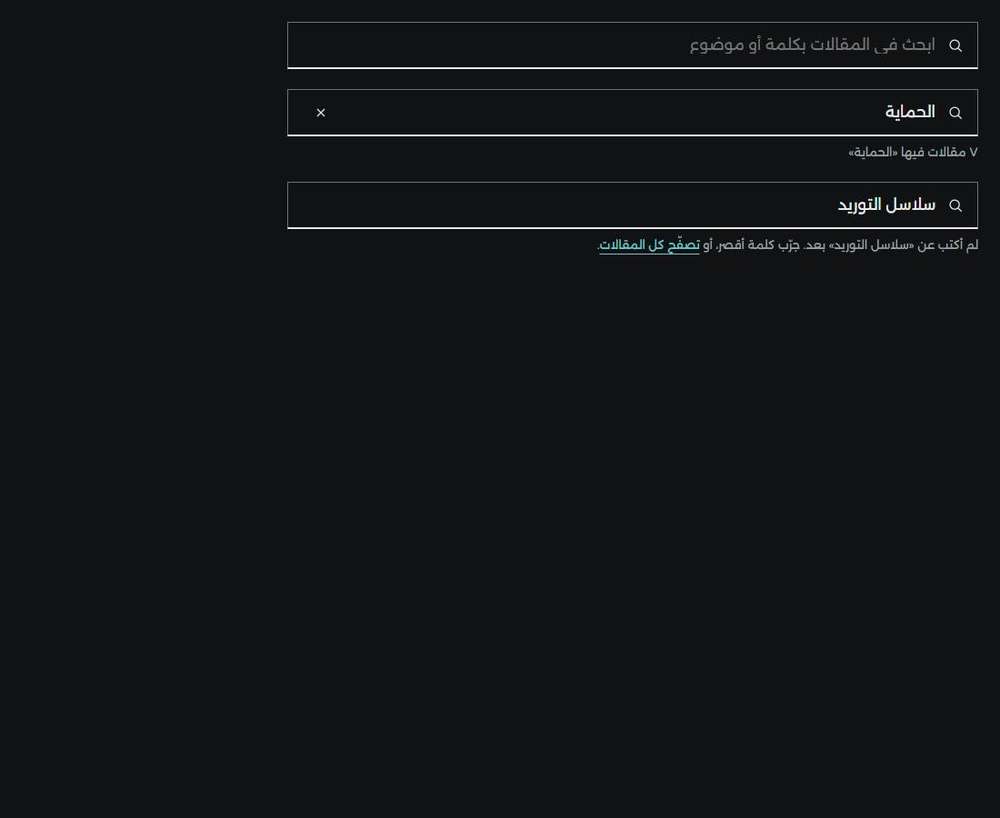 ابحث في المقالات بكلمة أو موضوع
الحماية
٧ مقالات فيها «الحماية»
سلاسل التوريد
لم أكتب عن «سلاسل التوريد» بعد. جرّب كلمة أقصر، أو تصفّح كل المقالات.